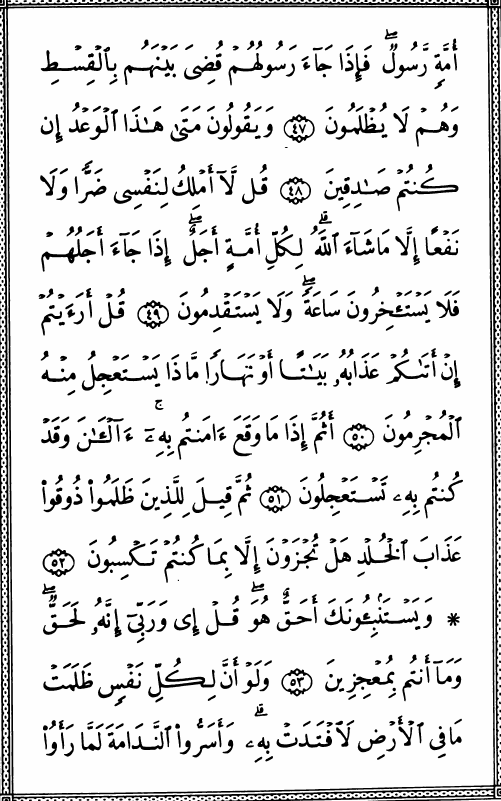 أُمَّةٍ رَّسُولٌۖ فَإِذَا جَآءَ رَسُولُهُمْ قُضِىَ بَيْنَهُم بِٱلْقِسْطِ
وَهُمْ لَا يُظْلَمُونَ ٤٧ وَيَقُولُونَ مَتَىٰ هَـٰذَا ٱلْوَعْدُ إِن
كُنتُمْ صَـٰدِقِينَ ٤٨ قُل لَّآ أَمْلِكُ لِنَفْسِى ضَرًّا وَلَا
نَفْعًا إِلَّا مَا شَآءَ ٱللَّهُۗ لِكُلِّ أُمَّةٍ أَجَلٌۖ إِذَا جَآءَ أَجَلُهُمْ
فَلَا يَسْتَـْٔخِرُونَ سَاعَةًۖ وَلَا يَسْتَقْدِمُونَ ٤٩ قُلْ أَرَءَيْتُمْ
إِنْ أَتَىٰكُمْ عَذَابُهُۥ بَيَـٰتًا أَوْ نَهَارًا مَّاذَا يَسْتَعْجِلُ مِنْهُ
ٱلْمُجْرِمُونَ ٥٠ أَثُمَّ إِذَا مَا وَقَعَ ءَامَنتُم بِهِۦٓۚ ءَآلْـَٔـٰنَ وَقَدْ
كُنتُم بِهِۦ تَسْتَعْجِلُونَ ٥١ ثُمَّ قِيلَ لِلَّذِينَ ظَلَمُوا۟ ذُوقُوا۟
عَذَابَ ٱلْخُلْدِ هَلْ تُجْزَوْنَ إِلَّا بِمَا كُنتُمْ تَكْسِبُونَ ٥٢
* وَيَسْتَنۢبِـُٔونَكَ أَحَقٌّ هُوَۖ قُلْ إِى وَرَبِّىٓ إِنَّهُۥ لَحَقٌّۖ
وَمَآ أَنتُم بِمُعْجِزِينَ ٥٣ وَلَوْ أَنَّ لِكُلِّ نَفْسٍ ظَلَمَتْ
مَا فِى ٱلْأَرْضِ لَٱفْتَدَتْ بِهِۦۗ وَأَسَرُّوا۟ ٱلنَّدَامَةَ لَمَّا رَأَوُا۟